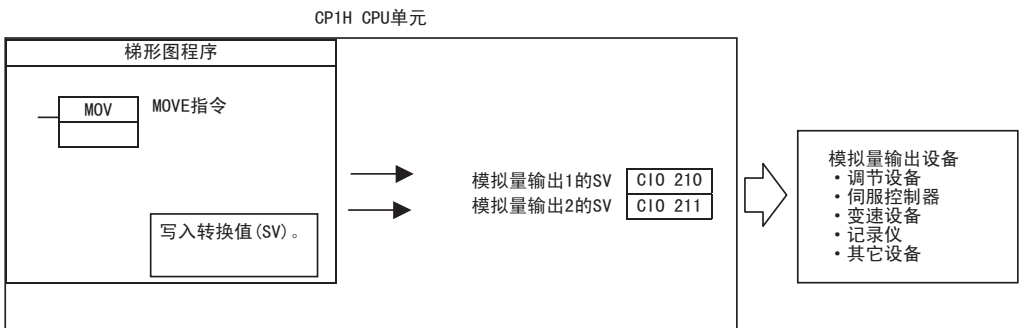 CP1H CPU单元
梯形图程序
MOV
MOVE指令
写入转换值(SV)。
模拟量输出1的SV
CIO 210
模拟量输出2的SV
CIO 211
模拟量输出设备
・调节设备
・伺服控制器
・变速设备
・记录仪
・其它设备